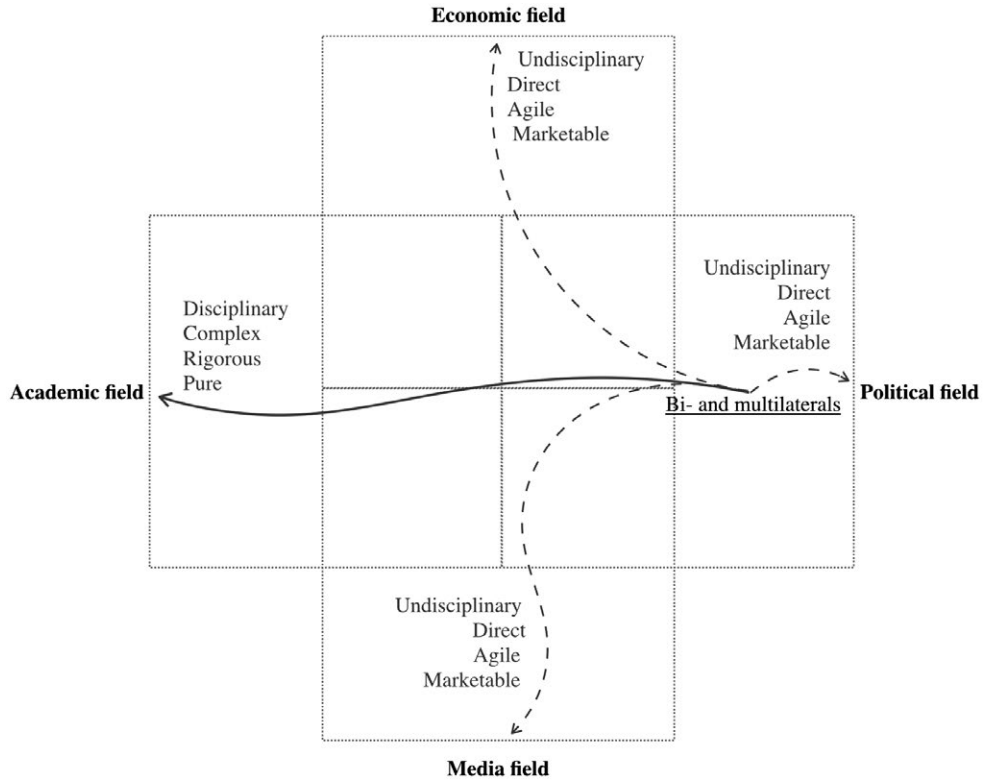 Economic field
Undisciplinary
Direct
Agile
Marketable
Undisciplinary
Direct
Agile
Marketable
Disciplinary
Complex
Rigorous
Pure
Academic field
Bi- and multilaterals
Political field
Undisciplinary
Direct
Agile
Marketable
Media field